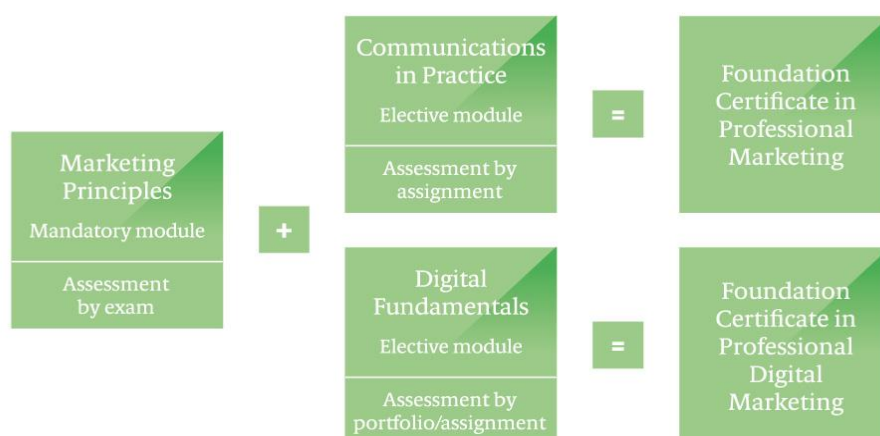 Marketing
Principles
Mandatory module
Assessment
by exam
+
Communications
in Practice
Elective module
Assessment by
assignment
=
Foundation
Certificate in
Professional
Marketing
Digital
Fundamentals
Elective module
Assessment by
portfolio/assignment
=
Foundation
Certificate in
Professional
Digital
Marketing